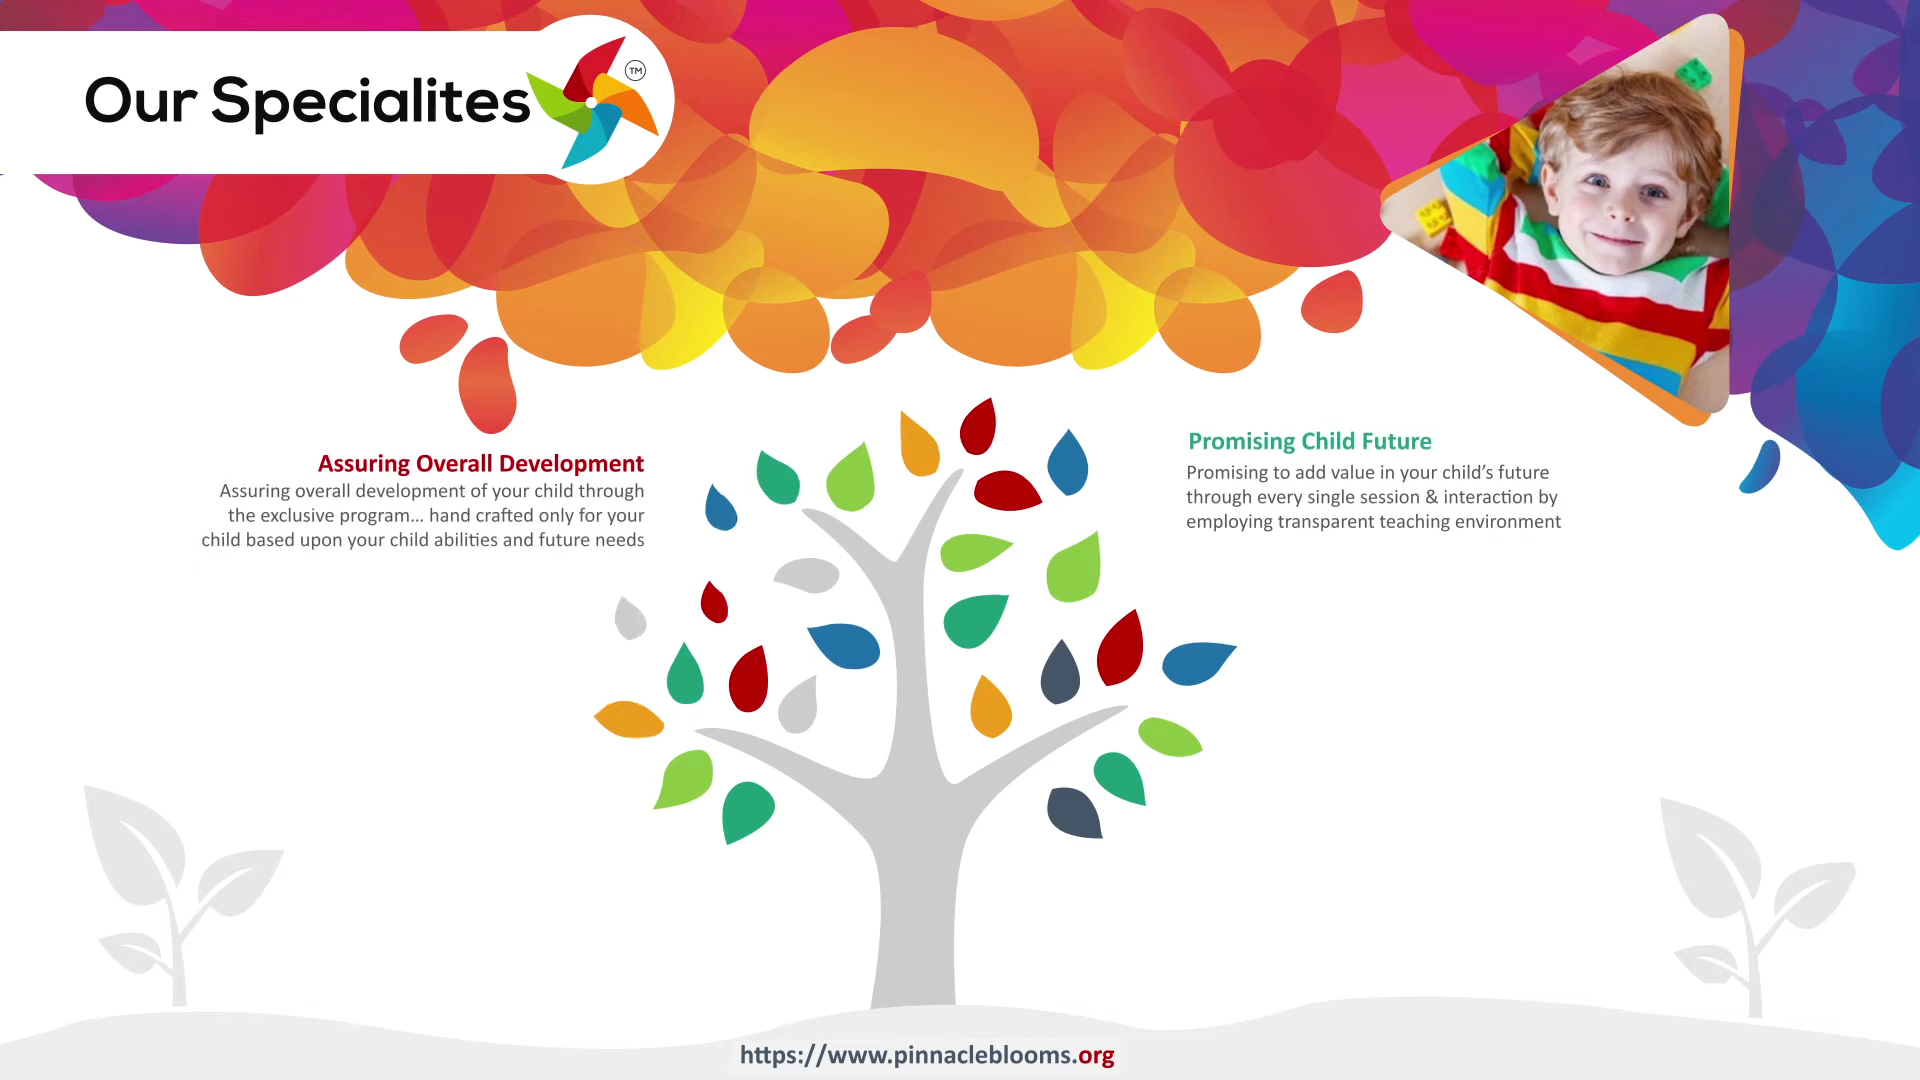 Our Specialites
TM
Assuring Overall Development
Assuring overall development of your child through
the exclusive program... hand crafted only for your
child based upon your child abilities and future needs
Promising Child Future
Promising to add value in your child’s future
through every single session & interaction by
employing transparent teaching environment
https://www.pinnacleblooms.org